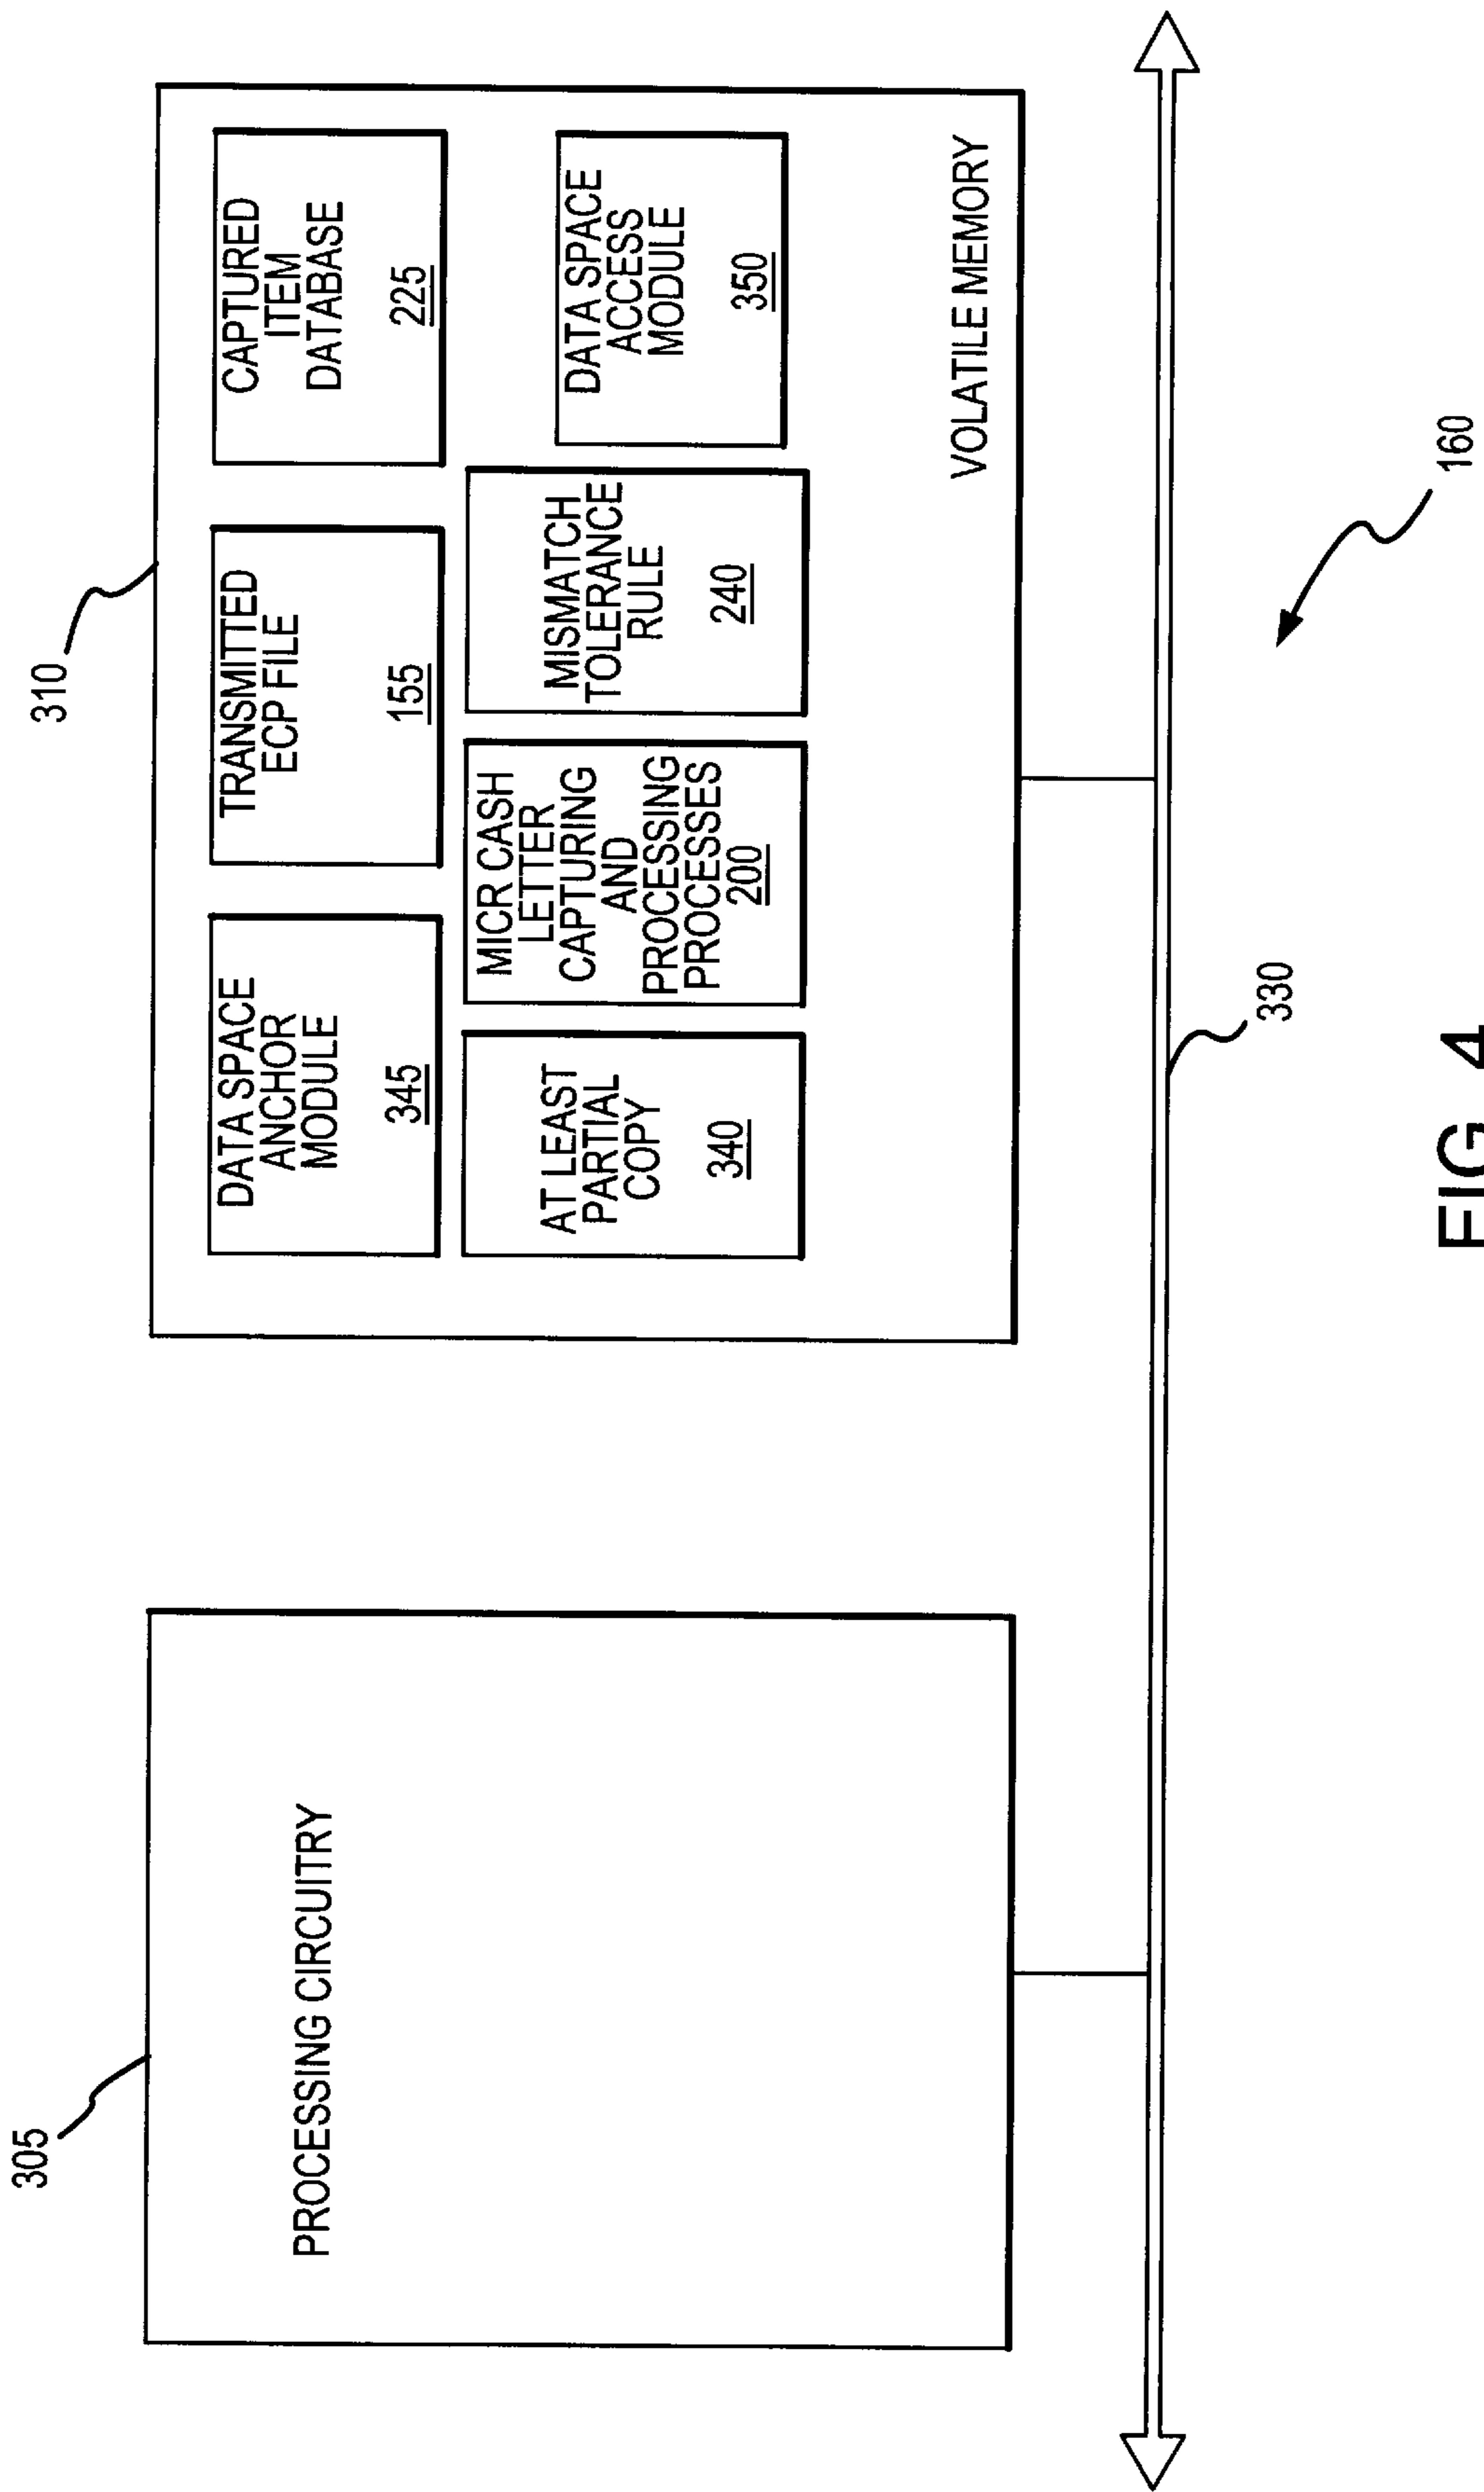 305
PROCESSING CIRCUITRY
310
DATA SPACE
ANCHOR
MODULE
345
TRANSMITTED
ECP FILE
155
CAPTURED
ITEM
DATABASE
225
AT LEAST
PARTIAL
COPY
340
MICR CASH
LETTER
CAPTURING
AND
PROCESSING
PROCESSES
200
MISMATCH
TOLERANCE
RULE
240
DATA SPACE
ACCESS
MODULE
350
VOLATILE MEMORY
330
160
FIG. 4